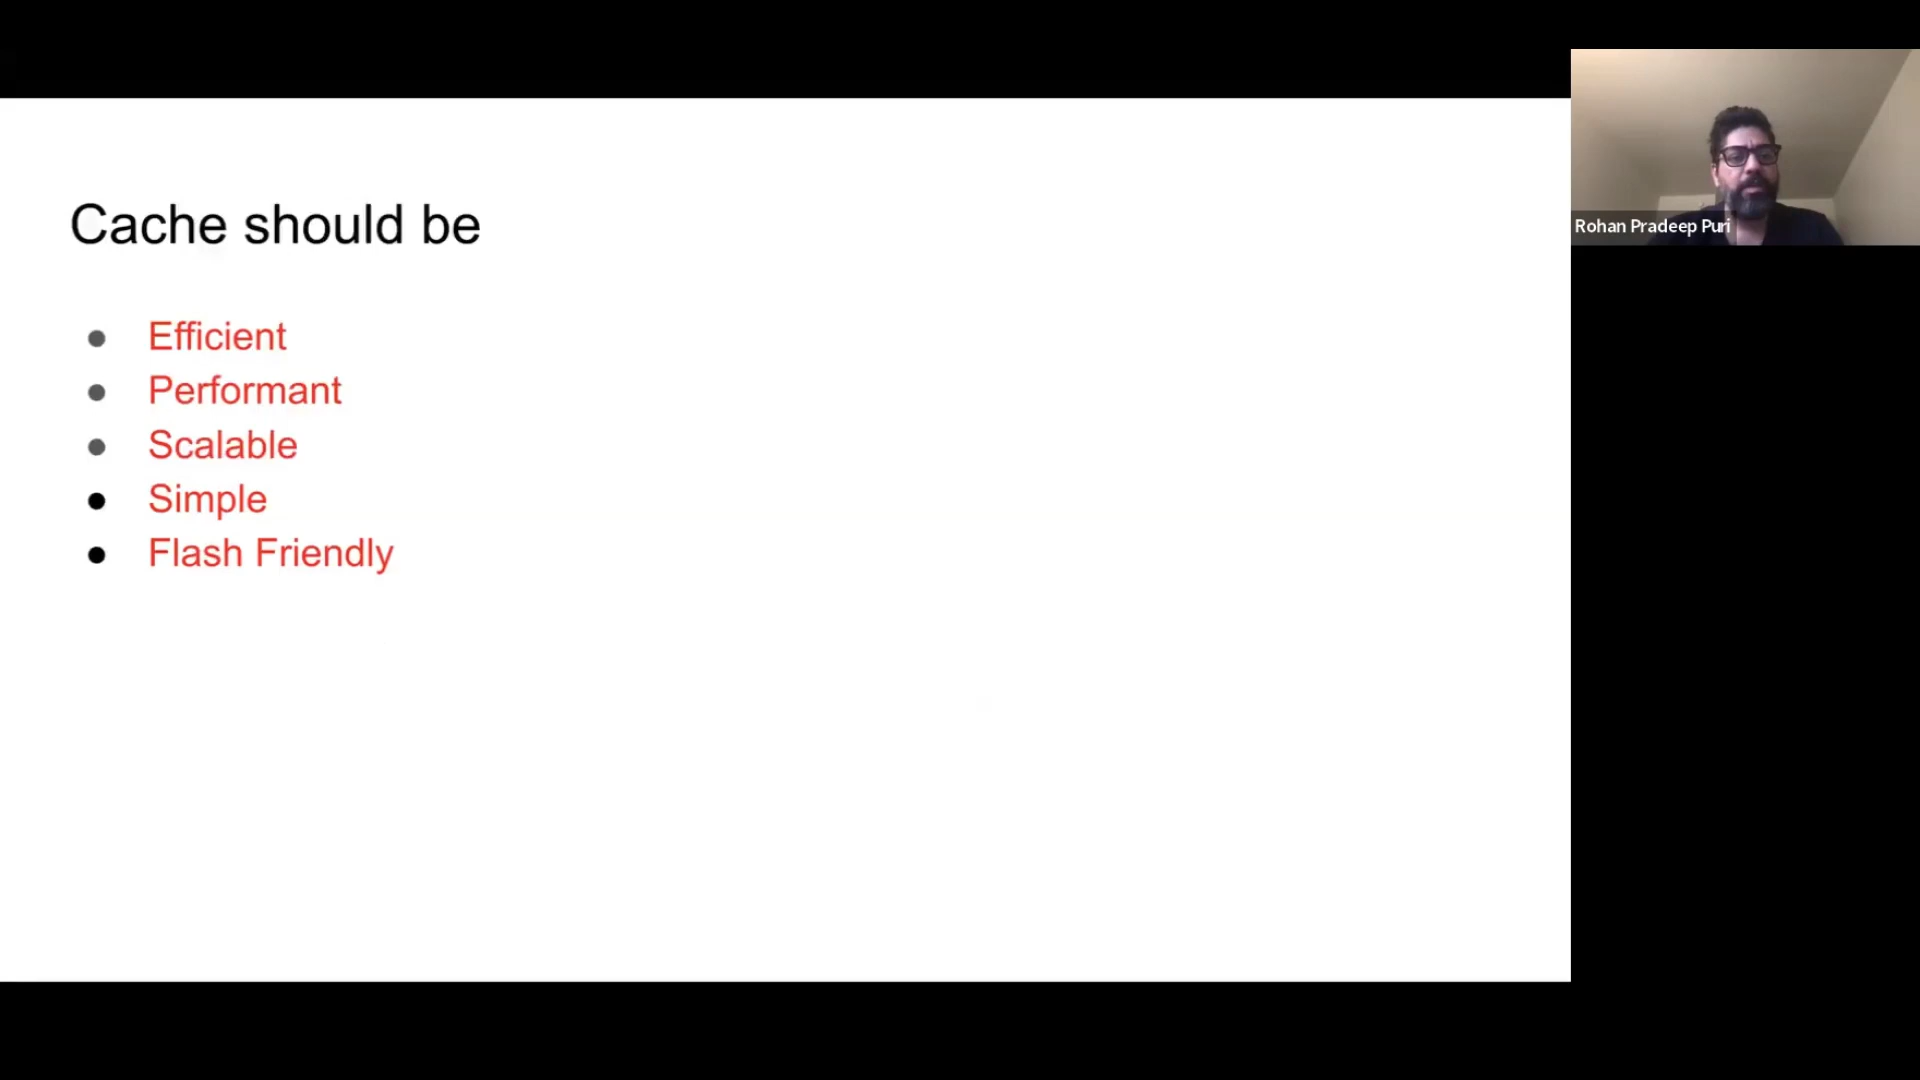 Cache should be
Efficient
Performant
Scalable
Simple
Flash Friendly
Rohan Pradeep Puri